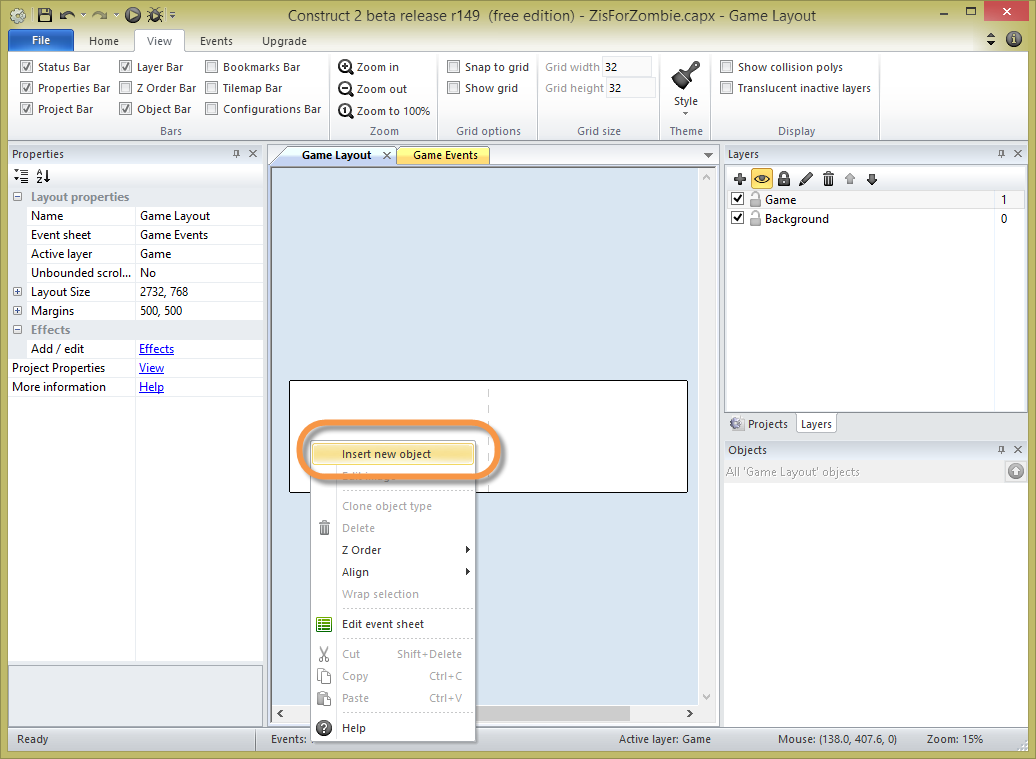 Construct 2 beta release r149 (free edition) - ZisForZombie.capx - Game Layout
File Home View Events Upgrade
Status Bar Layer Bar Bookmarks Bar Zoom in Snap to grid Grid width 32 Show collision polys
Properties Bar Z Order Bar Tilemap Bar Zoom out Show grid Grid height 32 Style Translucent inactive layers
Project Bar Object Bar Configurations Bar Zoom to 100%
Bars Zoom Grid options Grid size Theme Display
Properties
Layout properties
Name Game Layout
Event sheet Game Events
Active layer Game
Unbounded scrol... No
Layout Size 2732, 768
Margins 500, 500
Effects
Add / edit Effects
Project Properties View
More information Help
Game Layout Game Events
Insert new object
Edit image
Clone object type
Delete
Z Order
Align
Wrap selection
Edit event sheet
Cut Shift+Delete
Copy Ctrl+C
Paste Ctrl+V
Help
Layers
Game 1
Background 0
Projects Layers
Objects
All 'Game Layout' objects
Ready Events: Active layer: Game Mouse: (138.0, 407.6, 0) Zoom: 15%